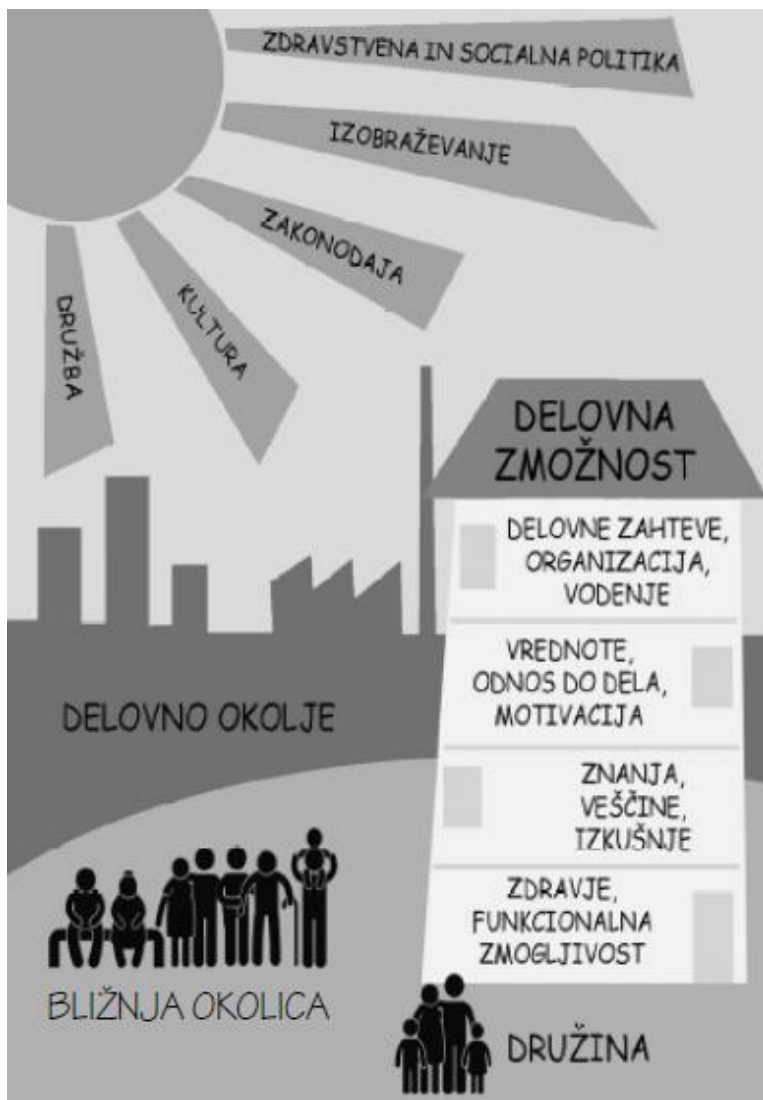 ZDRAVSTVENA IN SOCIALNA POLITIKA
IZOBRAŽEVANJE
ZAKONODAJA
KULTURA
DRUŽBA
DELOVNA
ZMOŽNOST
DELOVNE ZAHTEVE,
ORGANIZACIJA,
VODENJE
VREDNOTE,
ODNOS DO DELA,
MOTIVACIJA
DELOVNO OKOLJE
ZNANJA,
VEŠČINE,
IZKUŠNJE
ZDRAVJE,
FUNKCIONALNA
ZMOGLJIVOST
BLIŽNJA OKOLICA
DRUŽINA